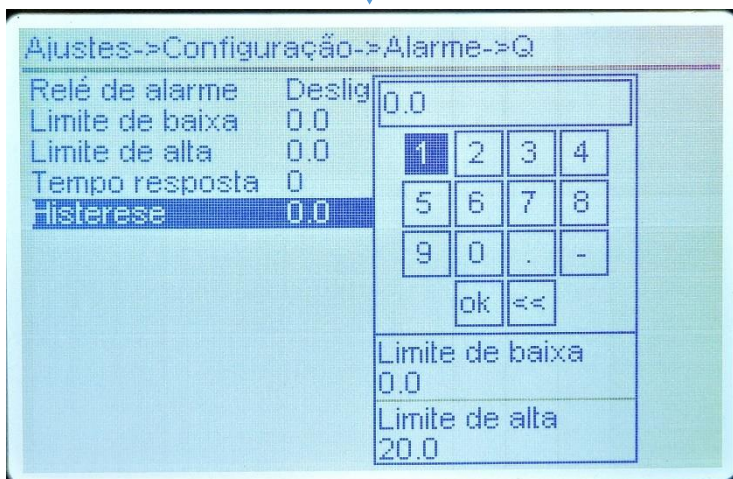 Ajustes->Configuração->Alarme->Q
Relé de alarme Deslig
Limite de baixa 0.0
Limite de alta 0.0
Tempo resposta 0
Histerese 0.0
0.0
1 2 3 4
5 6 7 8
9 0 . -
ok <<
Limite de baixa
0.0
Limite de alta
20.0